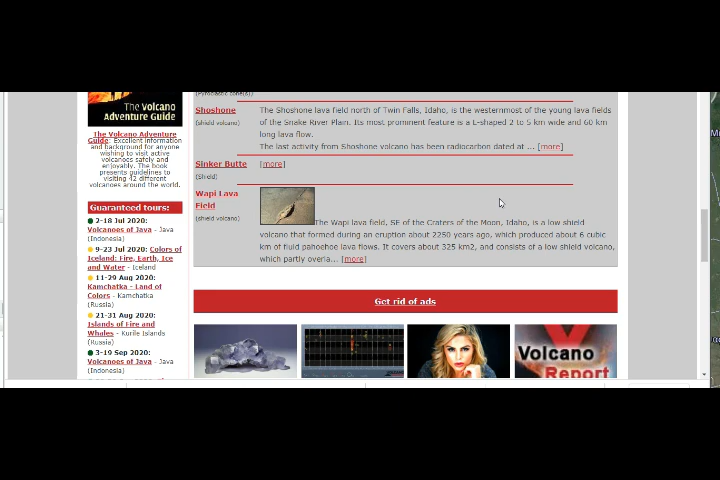 The Volcano
Adventure Guide
The Volcano Adventure
Guide: Excellent information
and background for anyone
wishing to visit active
volcanoes safely and
enjoyably. The book
presents guidelines to
visiting 42 different
volcanoes around the world.
Guaranteed tours:
2-18 Jul 2020:
Volcanoes of Java - Java
(Indonesia)
9-23 Jul 2020: Colors of
Iceland: Fire, Earth, Ice
and Water - Iceland
11-29 Aug 2020:
Kamchatka - Land of
Colors - Kamchatka
(Russia)
21-31 Aug 2020:
Islands of Fire and
Whales - Kurile Islands
(Russia)
3-19 Sep 2020:
Volcanoes of Java - Java
(Indonesia)
(Pyroclastic cone(s))
Shoshone
(shield volcano)
The Shoshone lava field north of Twin Falls, Idaho, is the westernmost of the young lava fields
of the Snake River Plain. Its most prominent feature is a L-shaped 2 to 5 km wide and 60 km
long lava flow.
The last activity from Shoshone volcano has been radiocarbon dated at ... [more]
Sinker Butte
(Shield)
[more]
Wapi Lava
Field
(shield volcano)
The Wapi lava field, SE of the Craters of the Moon, Idaho, is a low shield
volcano that formed during an eruption about 2250 years ago, which produced about 6 cubic
km of fluid pahoehoe lava flows. It covers about 325 km2, and consists of a low shield volcano,
which partly overla... [more]
Get rid of ads
Volcano
Report